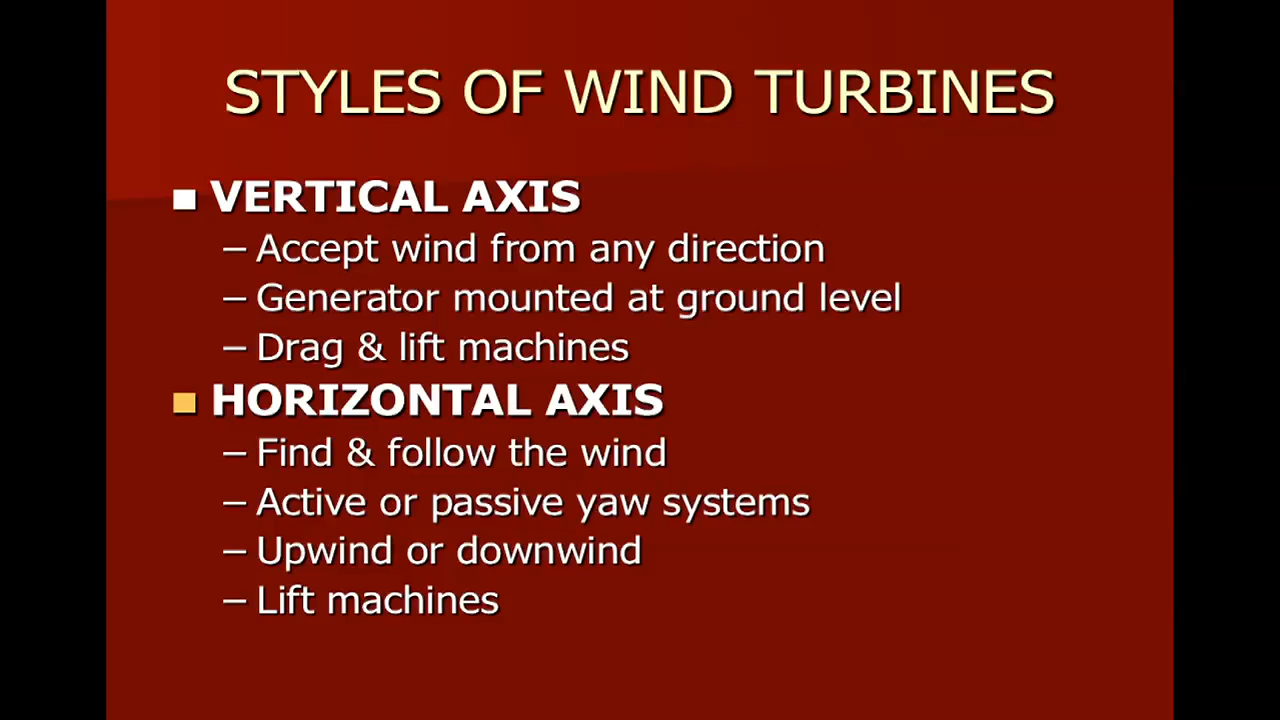 STYLES OF WIND TURBINES
■ VERTICAL AXIS
– Accept wind from any direction
– Generator mounted at ground level
– Drag & lift machines
■ HORIZONTAL AXIS
– Find & follow the wind
– Active or passive yaw systems
– Upwind or downwind
– Lift machines